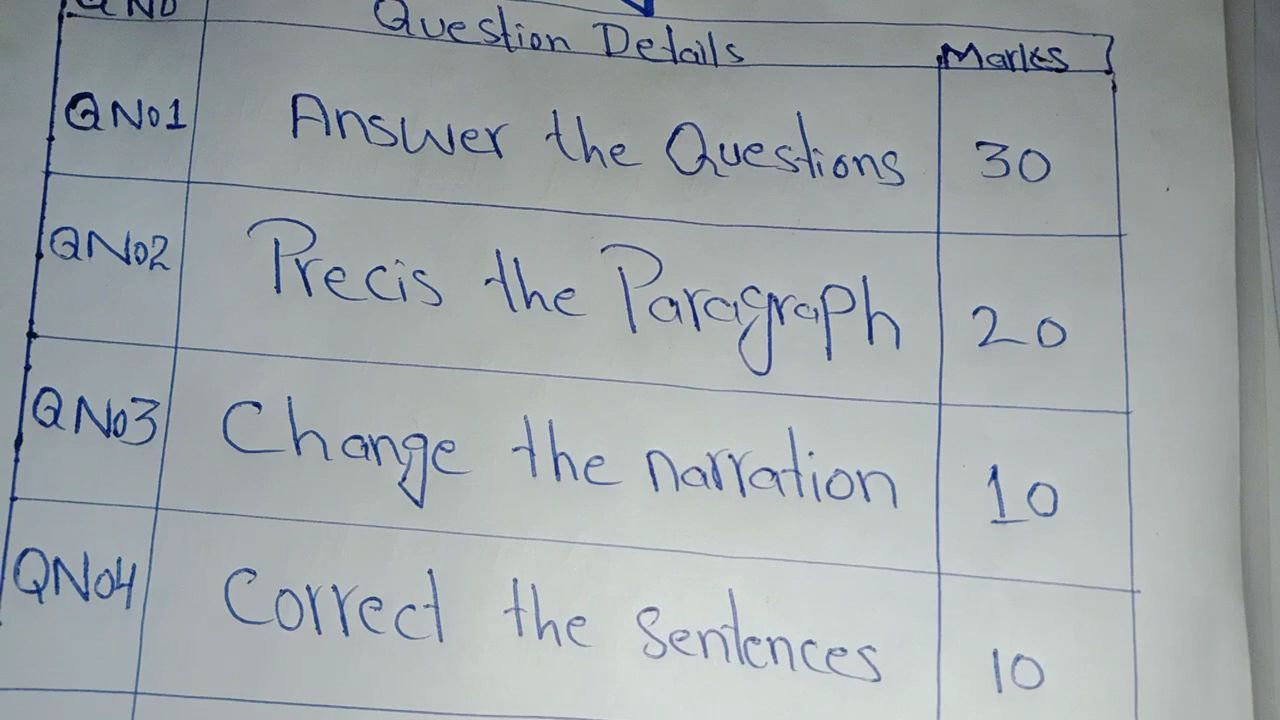 QNo Question Details Marks
QNo1 Answer the Questions 30
QNo2 Precis the Paragraph 20
QNo3 Change the narration 10
QNo4 Correct the Sentences 10